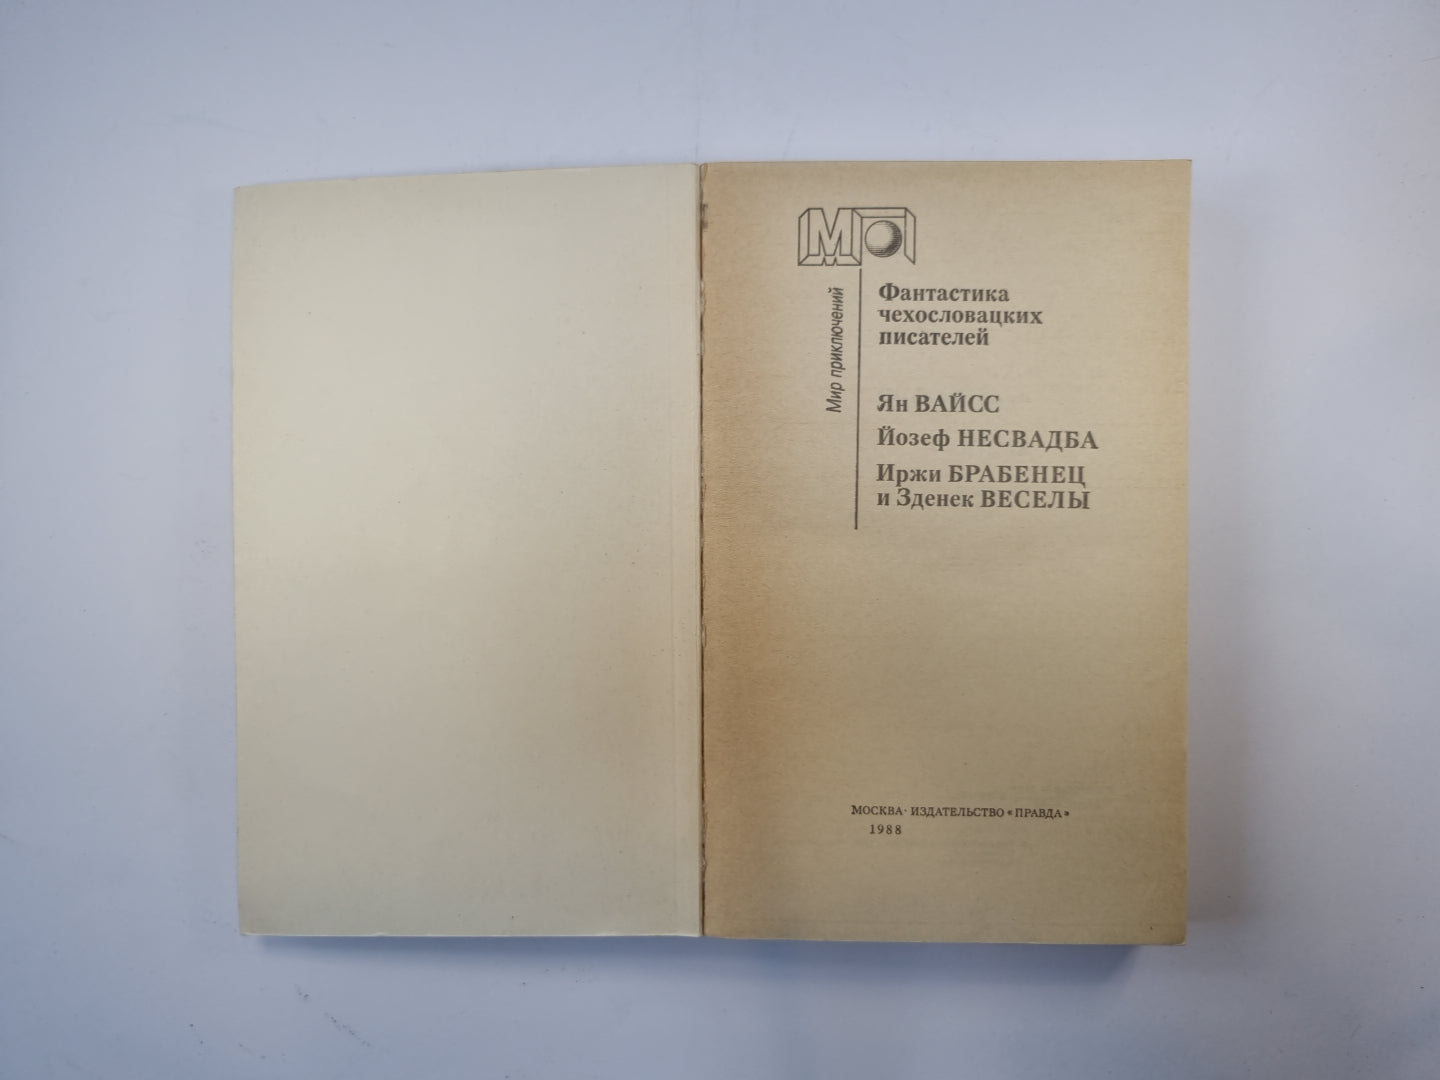 МП
Мир приключений
Фантастика
чехословацких
писателей
Ян ВАЙСС
Йозеф НЕСВАДБА
Иржи БРАБЕНЕЦ
и Зденек ВЕСЕЛЫ
МОСКВА · ИЗДАТЕЛЬСТВО «ПРАВДА»
1988